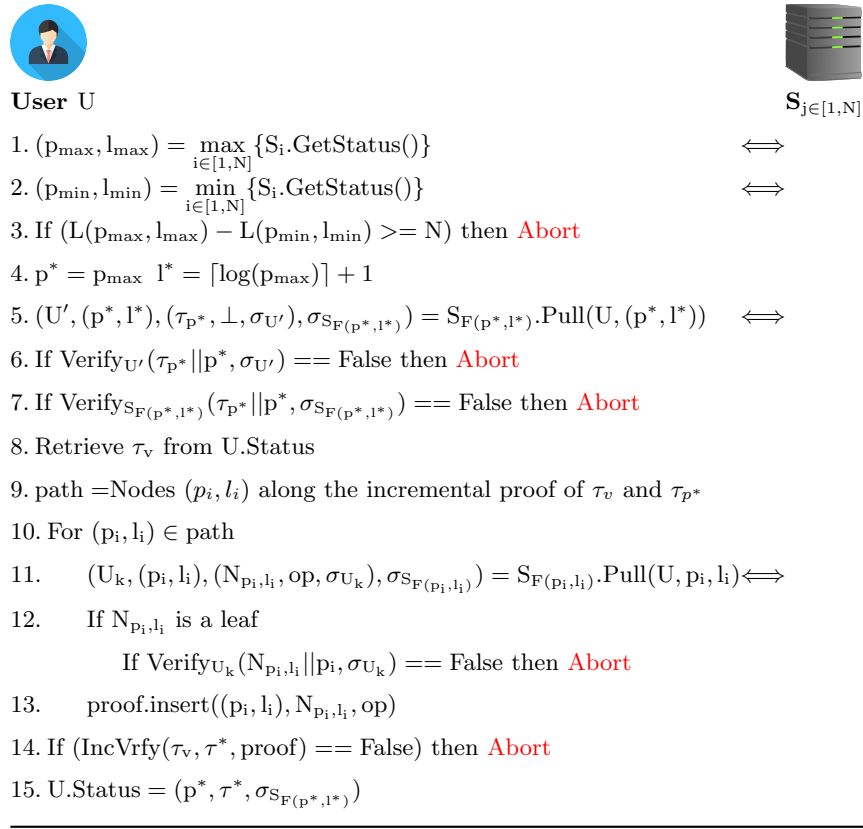 User U
S_{j∈[1,N]}
1. (p_max, l_max) = max_{i∈[1,N]} {S_i.GetStatus()} ⟺
2. (p_min, l_min) = min_{i∈[1,N]} {S_i.GetStatus()} ⟺
3. If (L(p_max, l_max) − L(p_min, l_min) >= N) then Abort
4. p* = p_max l* = ⌈log(p_max)⌉ + 1
5. (U′, (p*, l*), (τ_{p*}, ⊥, σ_{U′}), σ_{S_{F(p*,l*)}}) = S_{F(p*,l*)}.Pull(U, (p*, l*)) ⟺
6. If Verify_{U′}(τ_{p*}||p*, σ_{U′}) == False then Abort
7. If Verify_{S_{F(p*,l*)}}(τ_{p*}||p*, σ_{S_{F(p*,l*)}}) == False then Abort
8. Retrieve τ_v from U.Status
9. path =Nodes (p_i, l_i) along the incremental proof of τ_v and τ_{p*}
10. For (p_i, l_i) ∈ path
11. (U_k, (p_i, l_i), (N_{p_i,l_i}, op, σ_{U_k}), σ_{S_{F(p_i,l_i)}}) = S_{F(p_i,l_i)}.Pull(U, p_i, l_i) ⟺
12. If N_{p_i,l_i} is a leaf
If Verify_{U_k}(N_{p_i,l_i}||p_i, σ_{U_k}) == False then Abort
13. proof.insert((p_i, l_i), N_{p_i,l_i}, op)
14. If (IncVrfy(τ_v, τ*, proof) == False) then Abort
15. U.Status = (p*, τ*, σ_{S_{F(p*,l*)}})